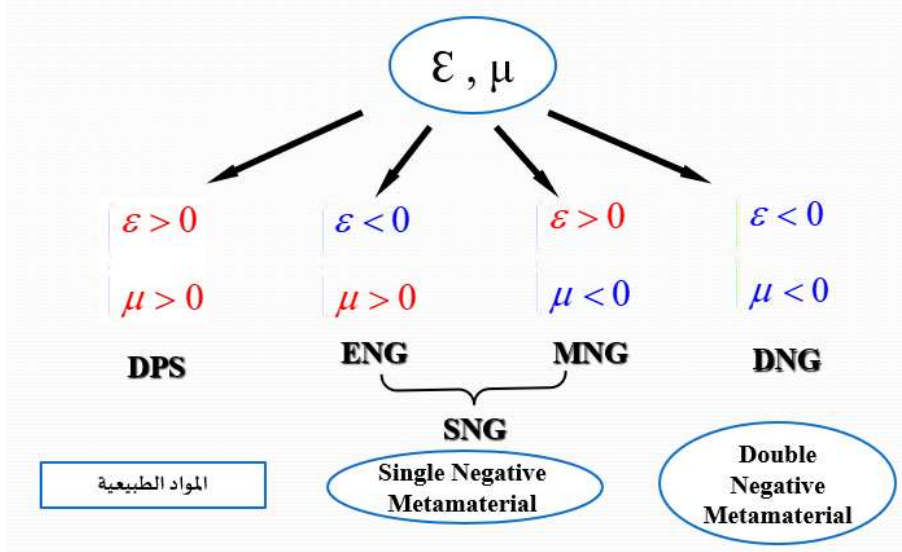 Ɛ , μ
ε > 0
μ > 0
DPS
ε < 0
μ > 0
ENG
ε > 0
μ < 0
MNG
ε < 0
μ < 0
DNG
SNG
المواد الطبيعية
Single Negative
Metamaterial
Double
Negative
Metamaterial